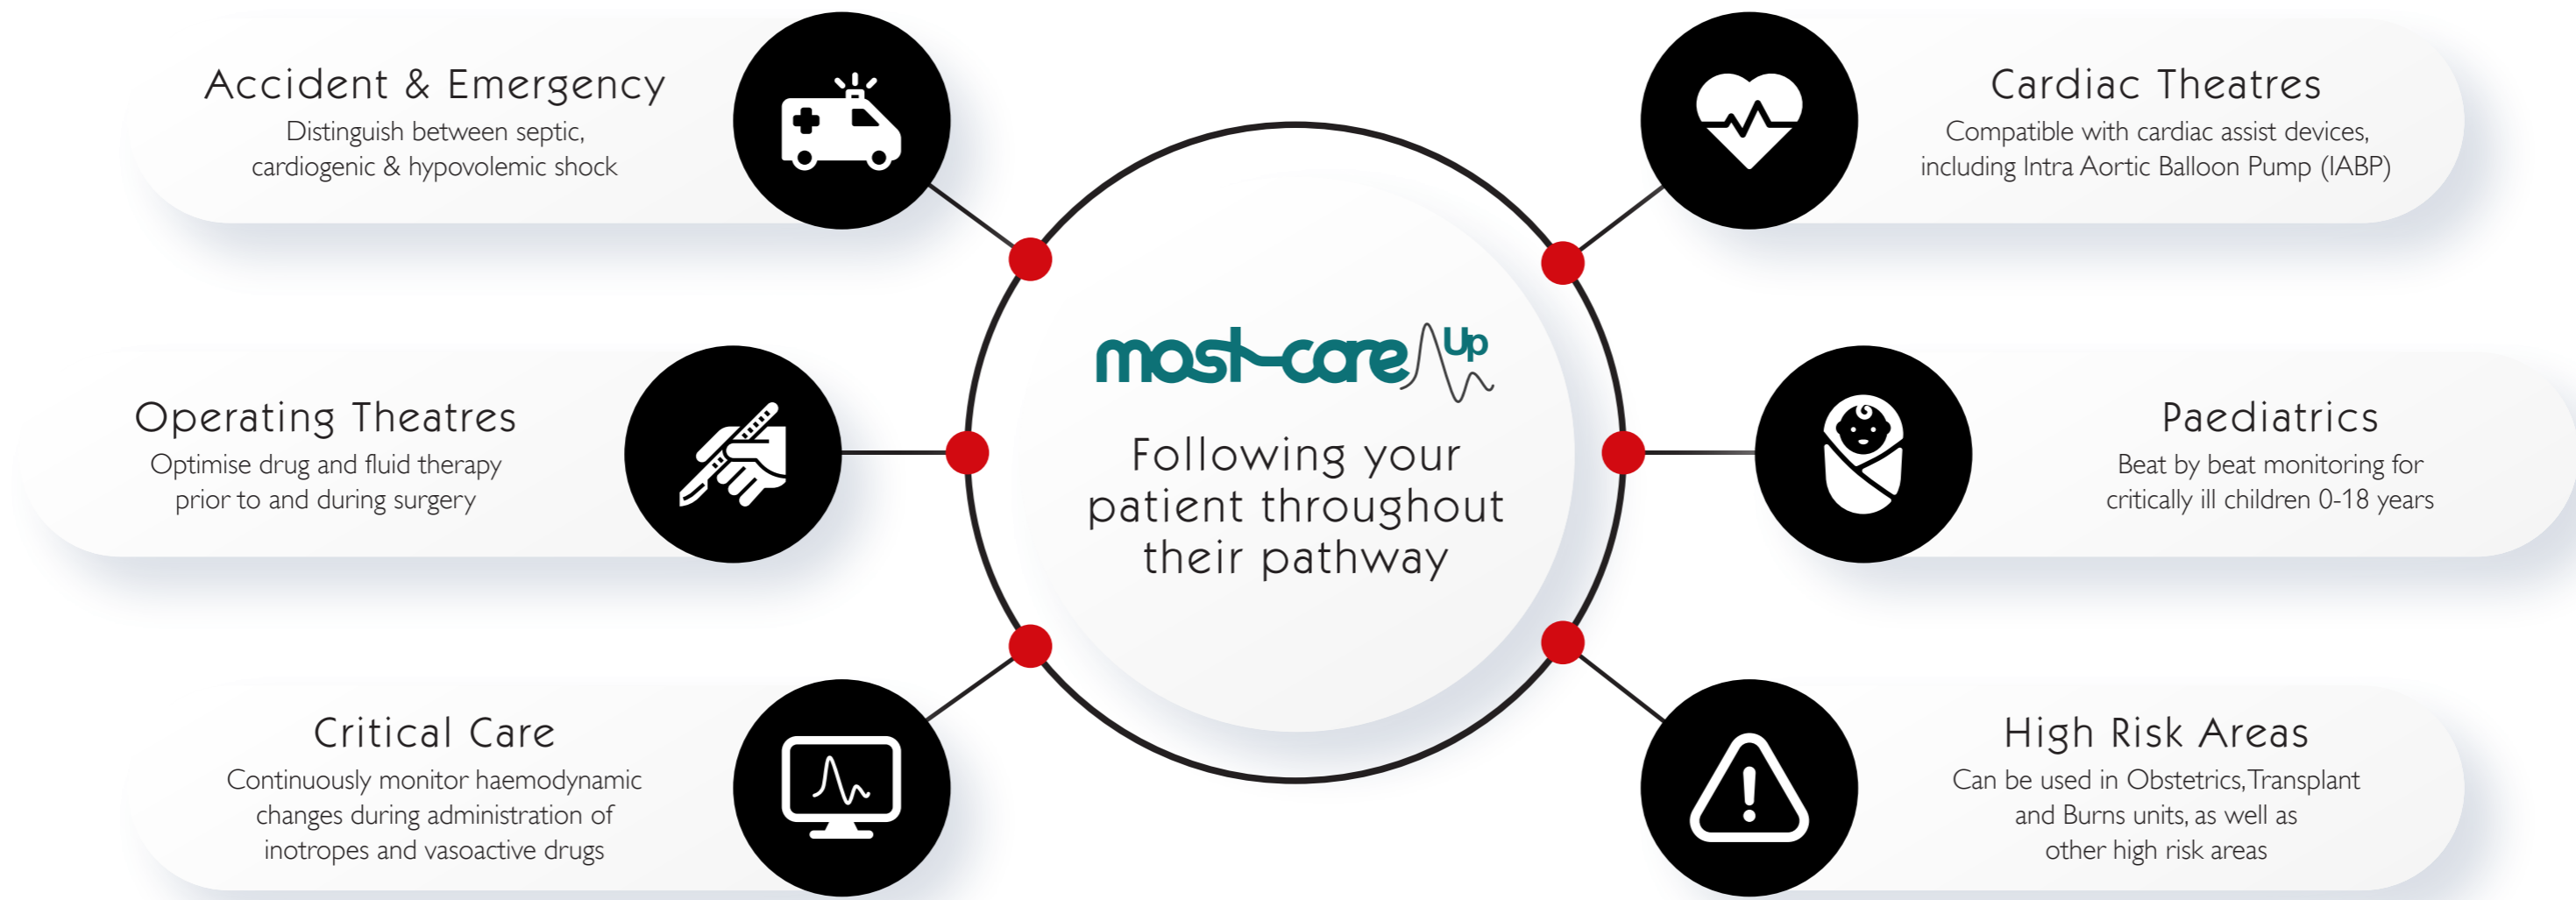 Accident & Emergency
Distinguish between septic,
cardiogenic & hypovolemic shock
Operating Theatres
Optimise drug and fluid therapy
prior to and during surgery
Critical Care
Continuously monitor haemodynamic
changes during administration of
inotropes and vasoactive drugs
most-care Up
Following your
patient throughout
their pathway
Cardiac Theatres
Compatible with cardiac assist devices,
including Intra Aortic Balloon Pump (IABP)
Paediatrics
Beat by beat monitoring for
critically ill children 0-18 years
High Risk Areas
Can be used in Obstetrics, Transplant
and Burns units, as well as
other high risk areas